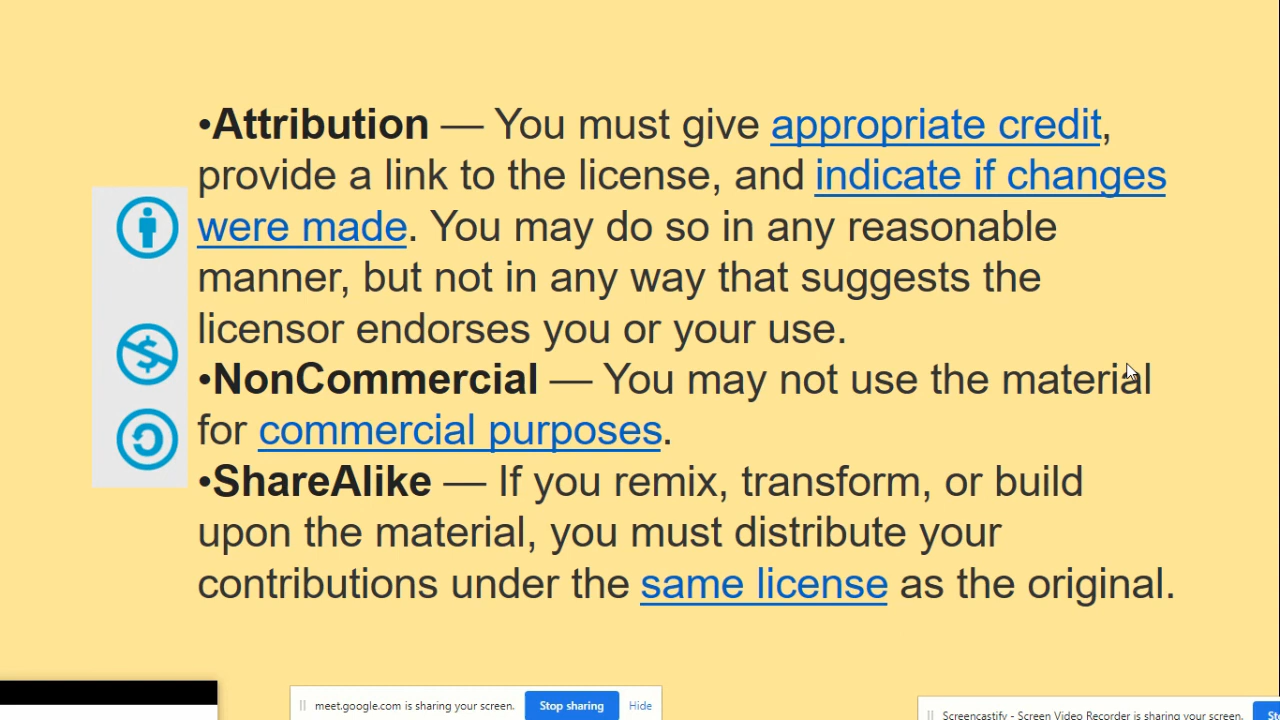 •Attribution — You must give appropriate credit,
provide a link to the license, and indicate if changes
were made. You may do so in any reasonable
manner, but not in any way that suggests the
licensor endorses you or your use.
•NonCommercial — You may not use the material
for commercial purposes.
•ShareAlike — If you remix, transform, or build
upon the material, you must distribute your
contributions under the same license as the original.
meet.google.com is sharing your screen. Stop sharing Hide
Screencastify - Screen Video Recorder is sharing your screen.